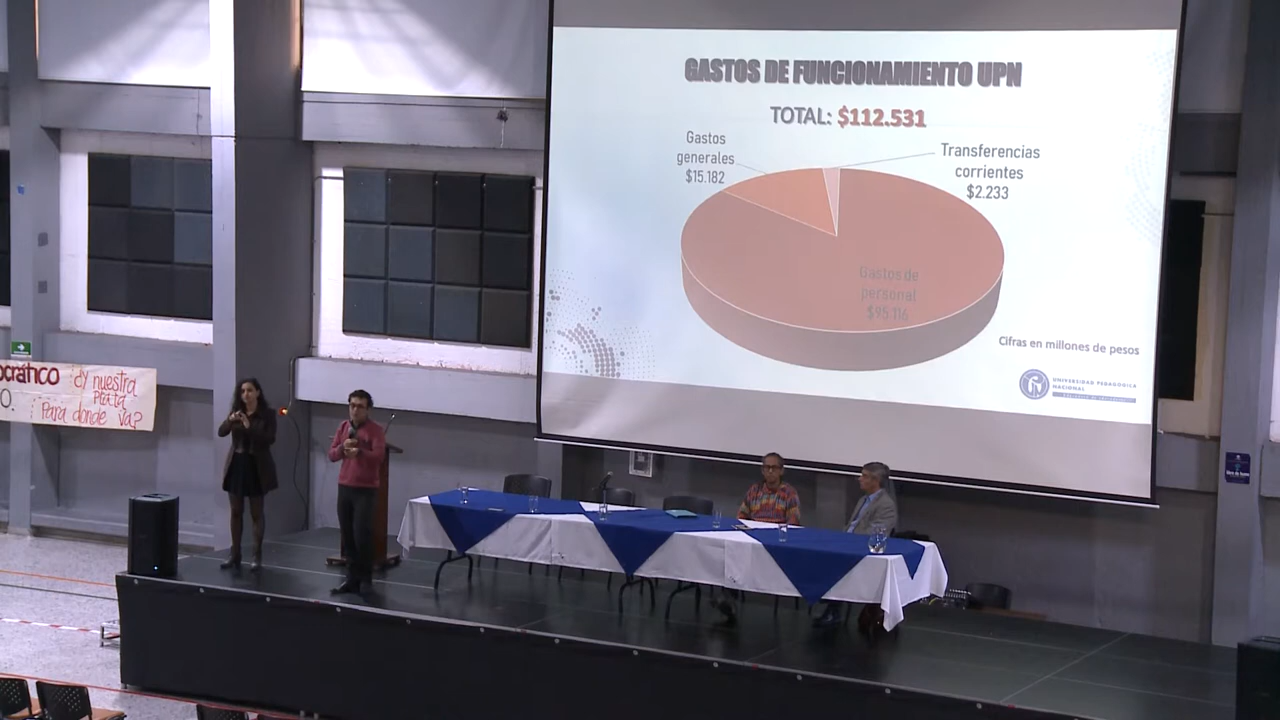 GASTOS DE FUNCIONAMIENTO UPN
TOTAL: $112.531
Gastos
generales
$15.182
Transferencias
corrientes
$2.233
Gastos de
personal
$95.116
Cifras en millones de pesos
UNIVERSIDAD PEDAGOGICA
NACIONAL
ocrático ¿y nuestra
Plata
O. Para donde va?